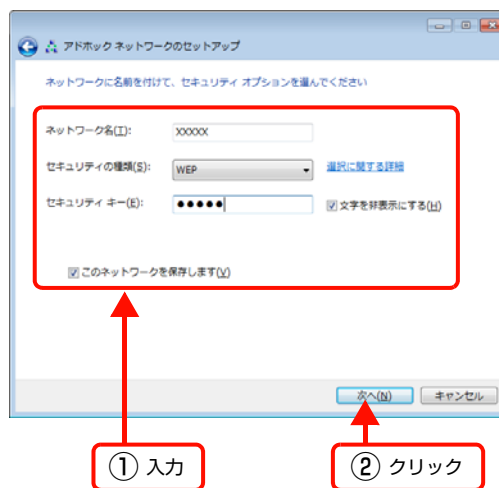 アドホック ネットワークのセットアップ
ネットワークに名前を付けて、セキュリティ オプションを選んでください
ネットワーク名(I): XXXXX
セキュリティの種類(S): WEP 選択に関する詳細
セキュリティ キー(E): ●●●●● 文字を非表示にする(H)
このネットワークを保存します(V)
次へ(N) キャンセル
① 入力 ② クリック